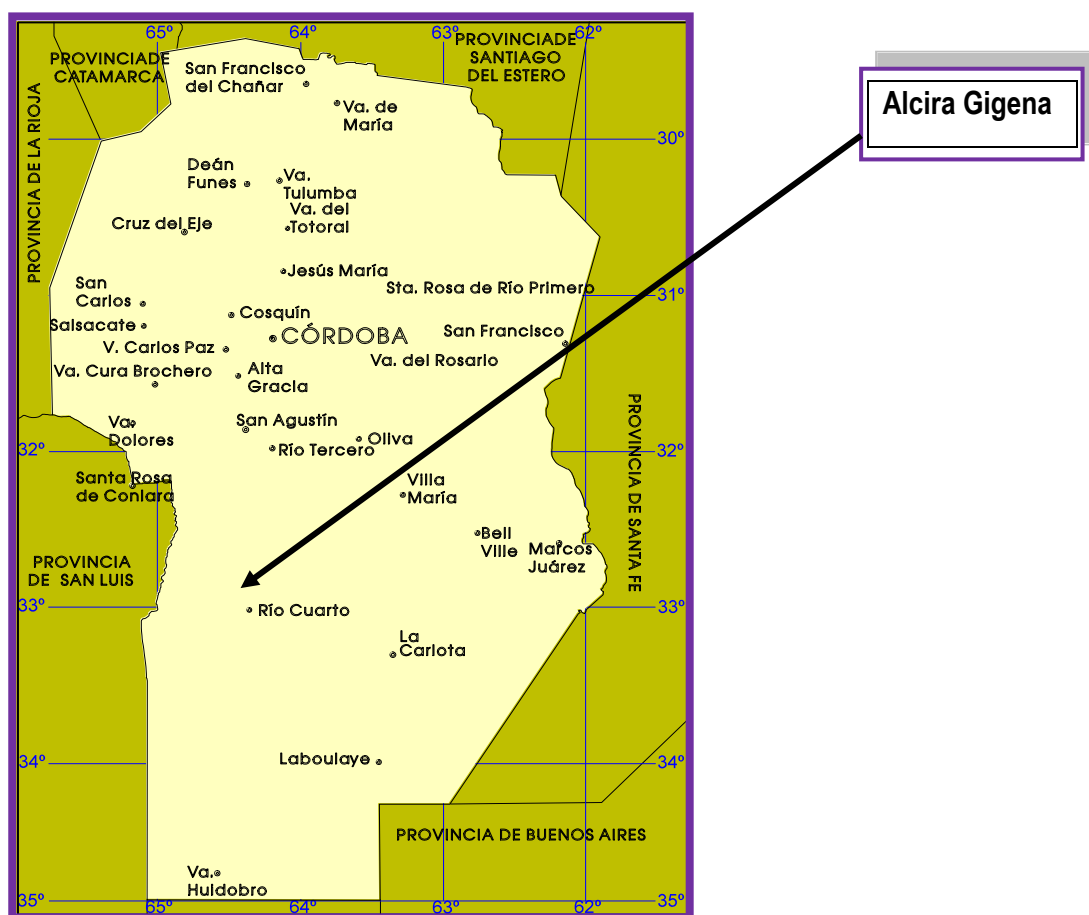 65º
64º
63º
62º
PROVINCIADE
CATAMARCA
PROVINCIADE
SANTIAGO
DEL ESTERO
San Francisco
del Chañar
Va. de
María
PROVINCIA DE LA RIOJA
Alcira Gigena
30º
Deán
Funes
Va.
Tulumba
Va. del
Totoral
Cruz del Eje
Jesús María
San
Carlos
Sta. Rosa de Río Primero
31º
Salsacate
Cosquín
CÓRDOBA
San Francisco
V. Carlos Paz
Va. del Rosario
Va. Cura Brochero
Alta
Gracia
Va.
Dolores
San Agustín
Río Tercero
Oliva
PROVINCIA DE SANTA FE
32º
32º
Santa Rosa
de Conlara
Villa
María
Bell
Ville
Marcos
Juárez
PROVINCIA
DE SAN LUIS
33º
33º
Río Cuarto
La
Carlota
Laboulaye
34º
34º
PROVINCIA DE BUENOS AIRES
Va.
Huidobro
35º
35º
65º
64º
63º
62º